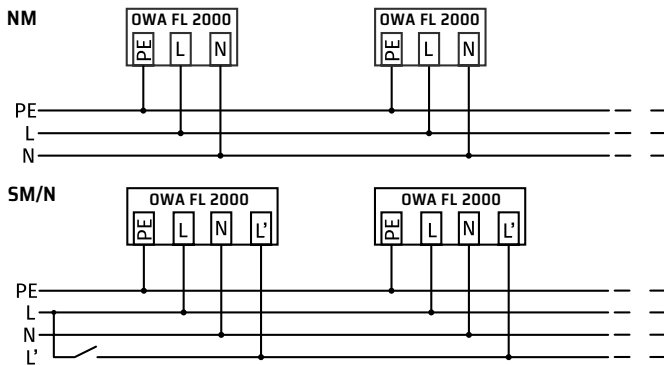 NM
OWA FL 2000 OWA FL 2000
PE L N PE L N
PE
L
N
SM/N
OWA FL 2000 OWA FL 2000
PE L N L' PE L N L'
PE
L
N
L'